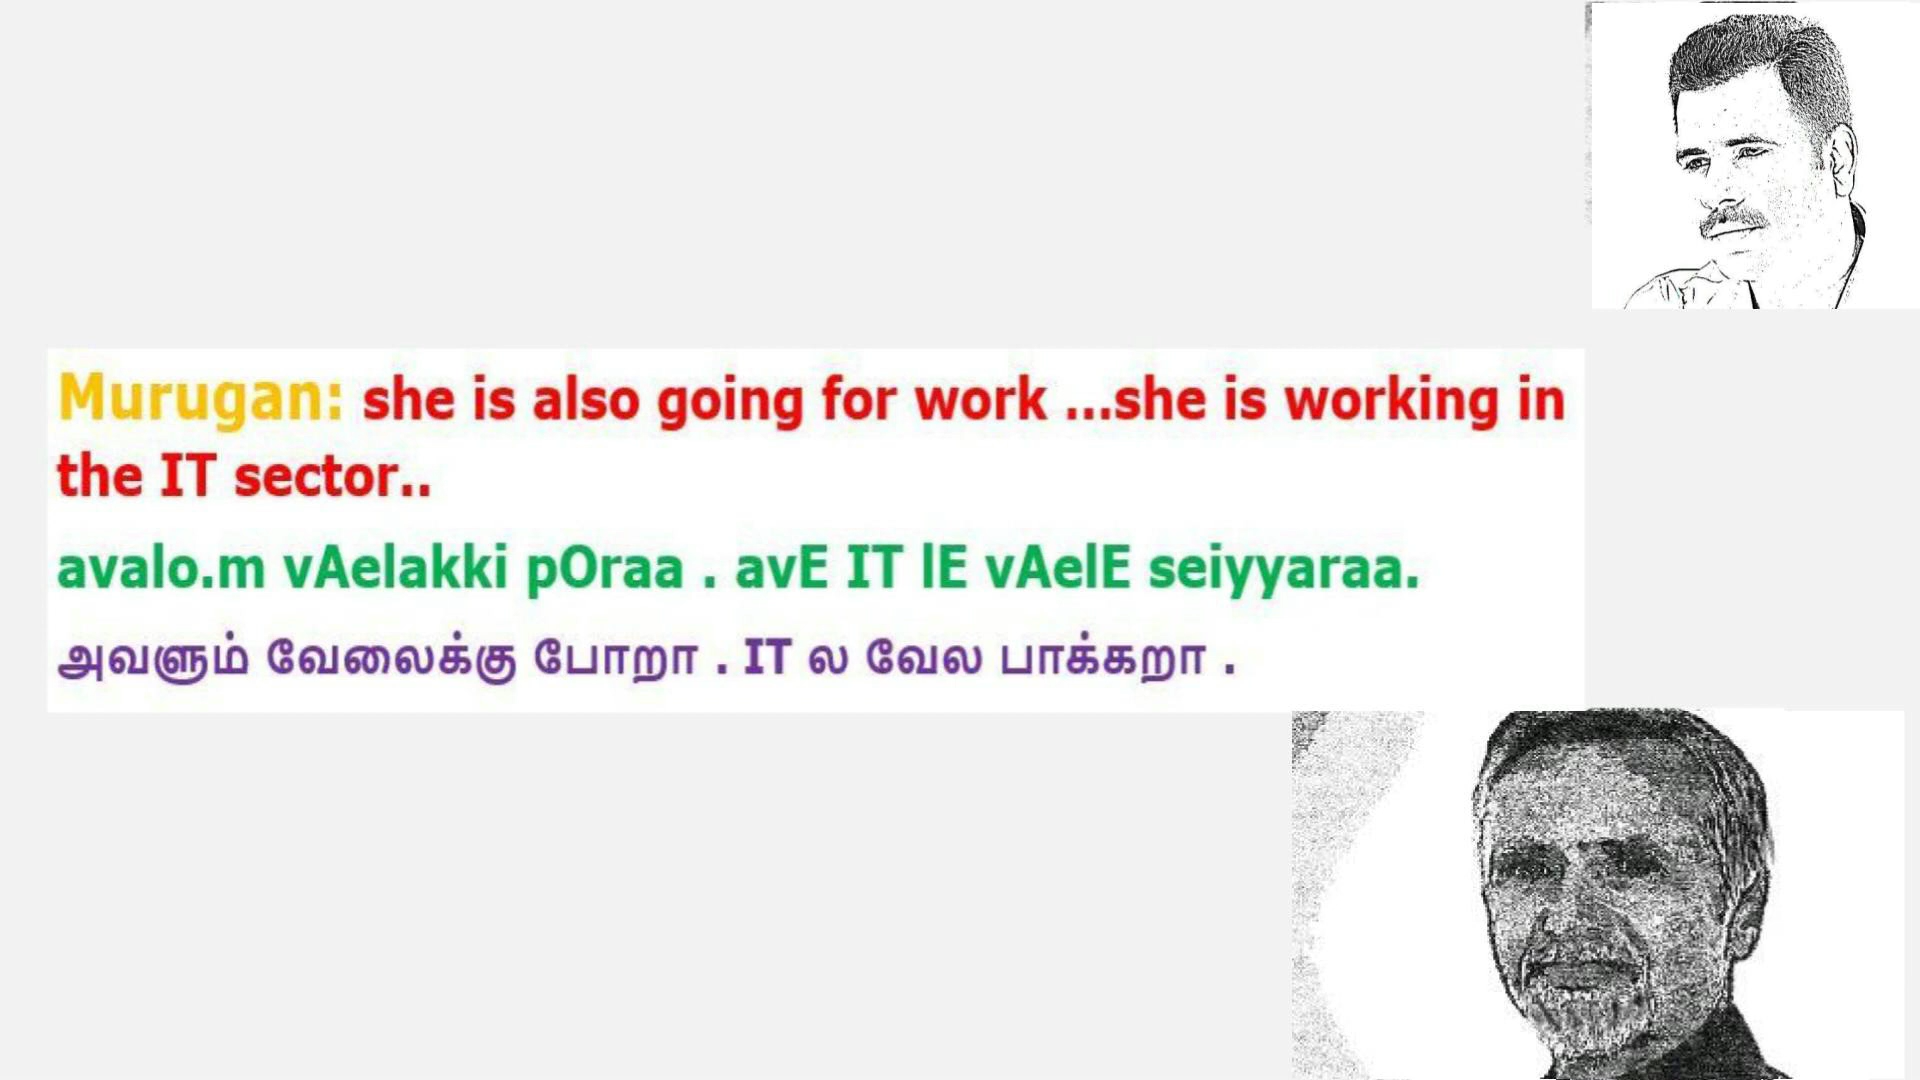 Murugan: she is also going for work ...she is working in
the IT sector..
avalo.m vAelakki pOraa . avE IT lE vAelE seiyyaraa.
அவளும் வேலைக்கு போறா . IT ல வேல பாக்கறா .